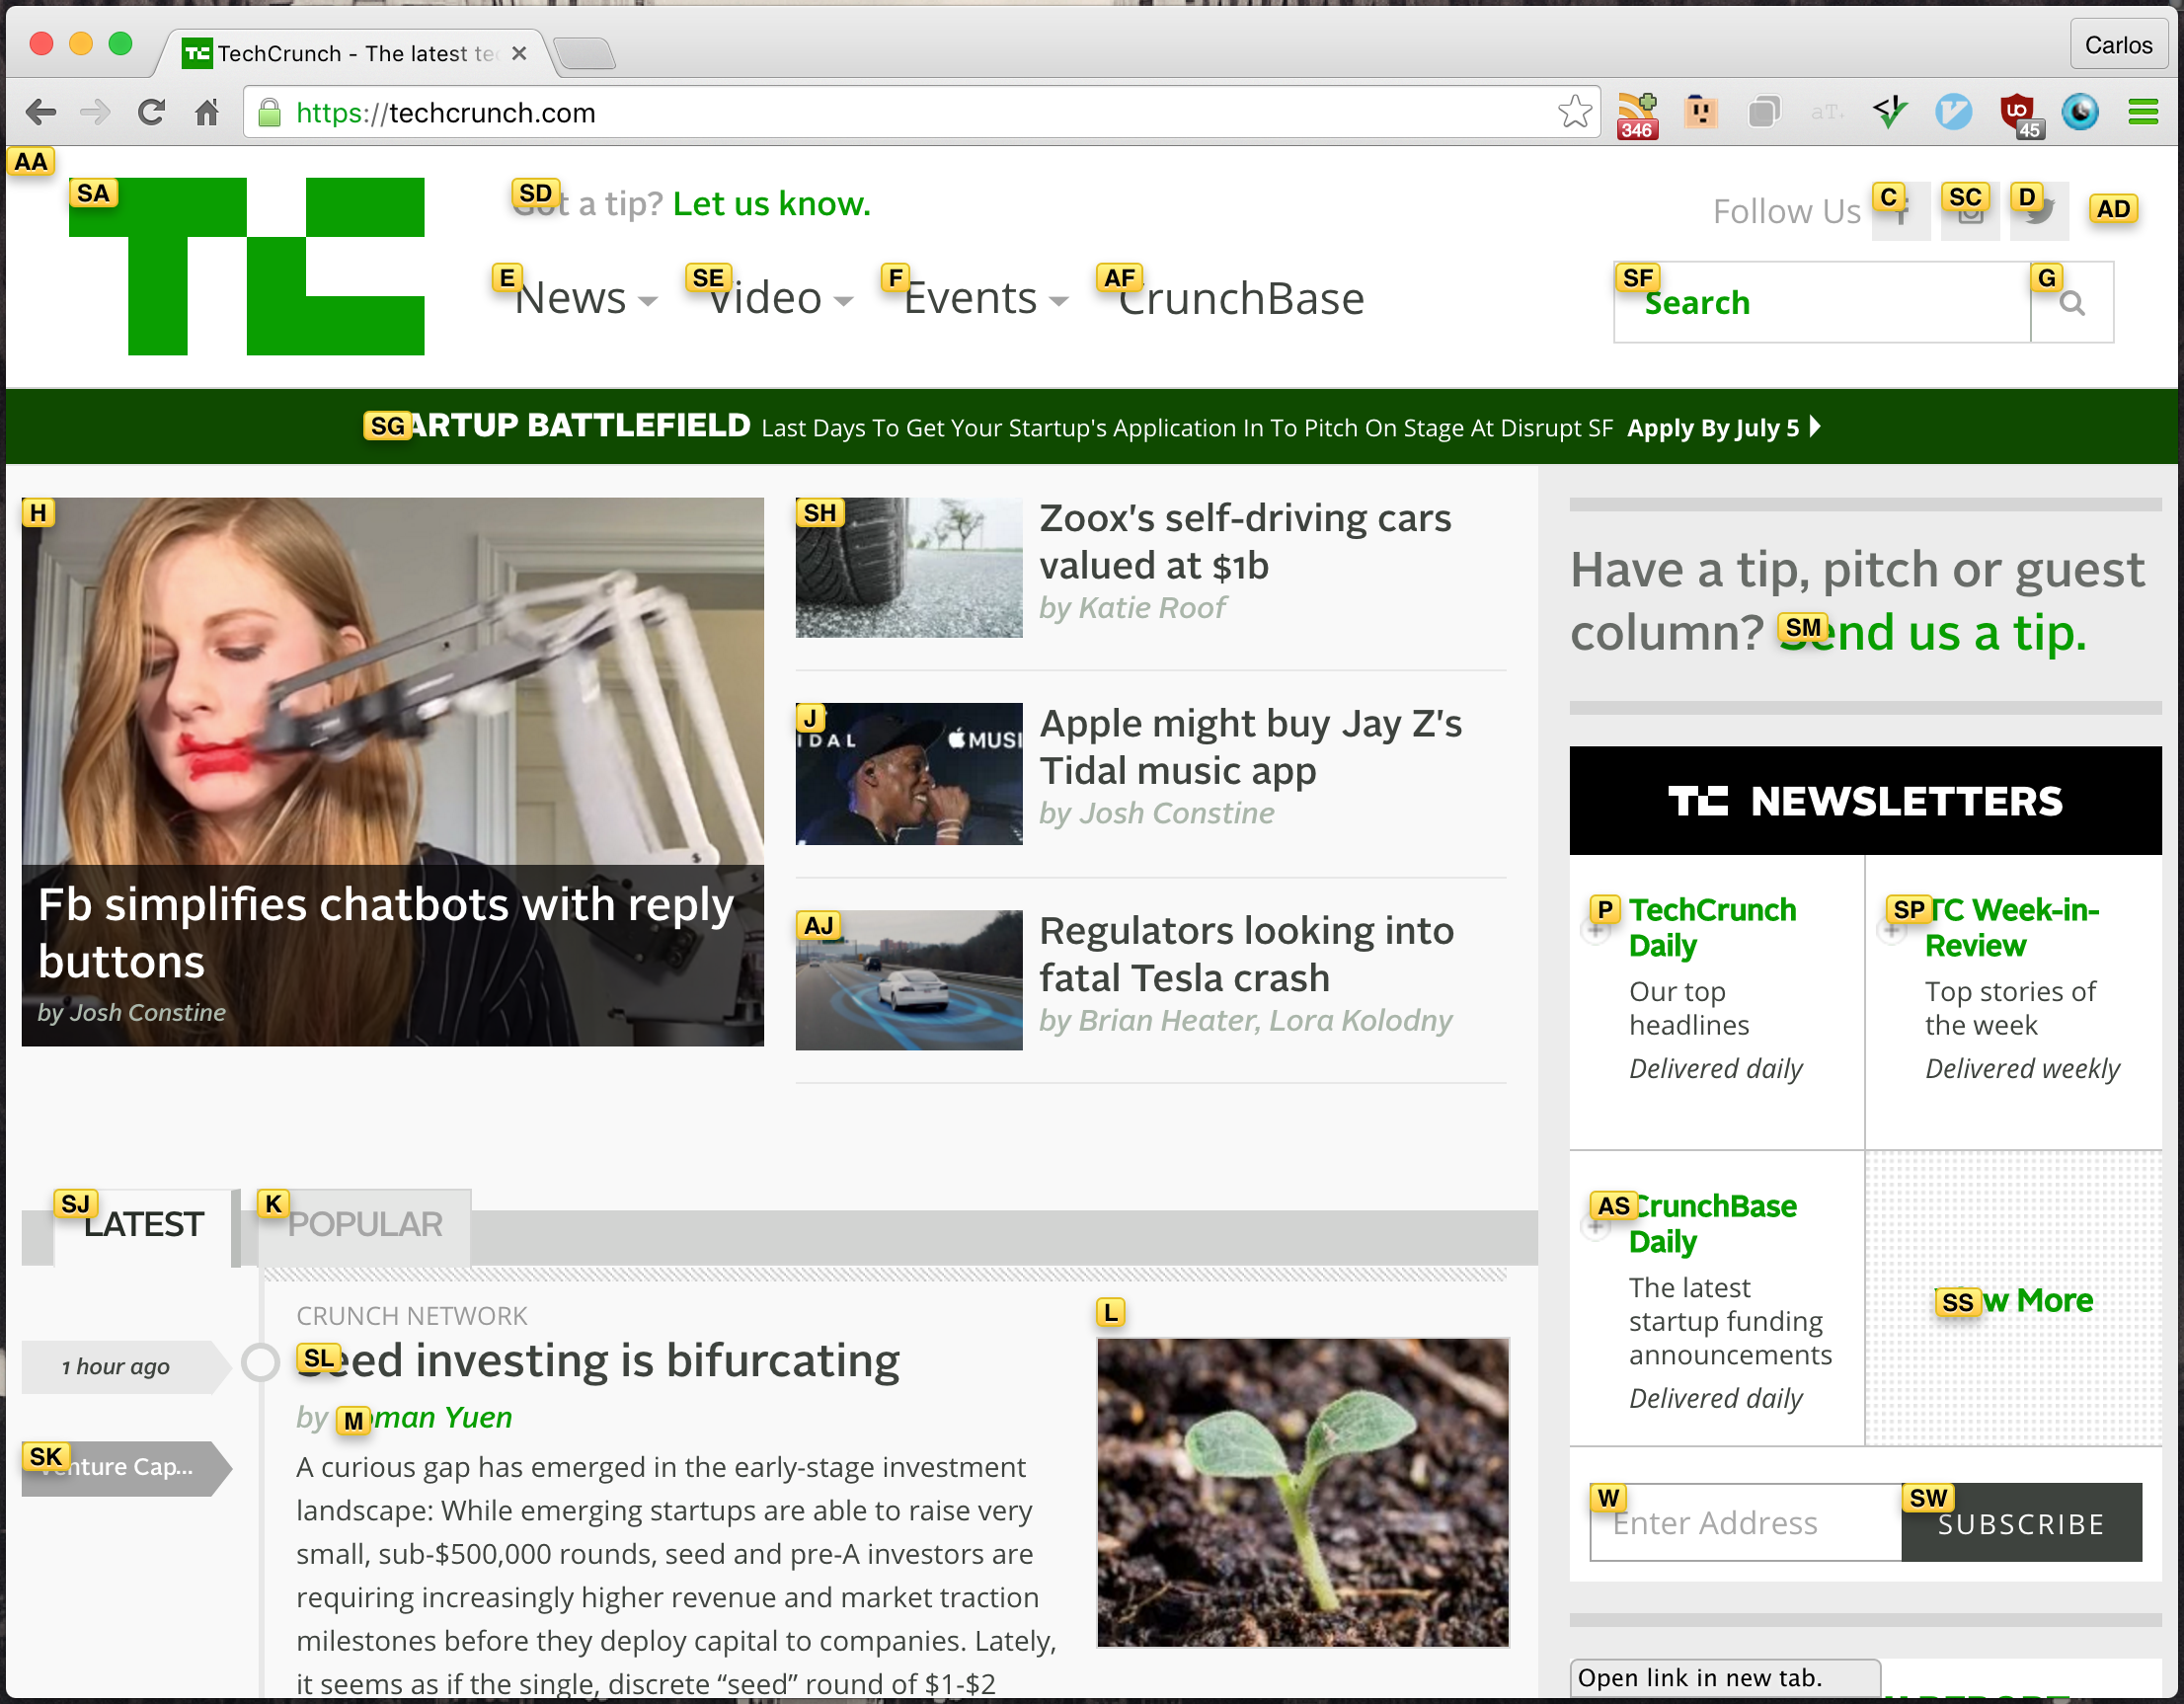 TechCrunch - The latest te
Carlos
https://techcrunch.com
346
45
AA
SA
SD
t a tip? Let us know.
Follow Us
C
SC
D
AD
E
News
SE
Video
F
Events
AF
CrunchBase
SF
Search
G
SG
ARTUP BATTLEFIELD Last Days To Get Your Startup's Application In To Pitch On Stage At Disrupt SF Apply By July 5
H
Fb simplifies chatbots with reply
buttons
by Josh Constine
SH
Zoox's self-driving cars
valued at $1b
by Katie Roof
J
IDAL
MUSI
Apple might buy Jay Z's
Tidal music app
by Josh Constine
AJ
Regulators looking into
fatal Tesla crash
by Brian Heater, Lora Kolodny
Have a tip, pitch or guest
column? SM end us a tip.
TC NEWSLETTERS
P
TechCrunch
Daily
Our top
headlines
Delivered daily
SP
TC Week-in-
Review
Top stories of
the week
Delivered weekly
AS
CrunchBase
Daily
The latest
startup funding
announcements
Delivered daily
SS
w More
W
Enter Address
SW
SUBSCRIBE
SJ
LATEST
K
POPULAR
CRUNCH NETWORK
1 hour ago
SL
eed investing is bifurcating
by M man Yuen
SK
enture Cap...
L
A curious gap has emerged in the early-stage investment
landscape: While emerging startups are able to raise very
small, sub-$500,000 rounds, seed and pre-A investors are
requiring increasingly higher revenue and market traction
milestones before they deploy capital to companies. Lately,
it seems as if the single, discrete “seed” round of $1-$2
Open link in new tab.